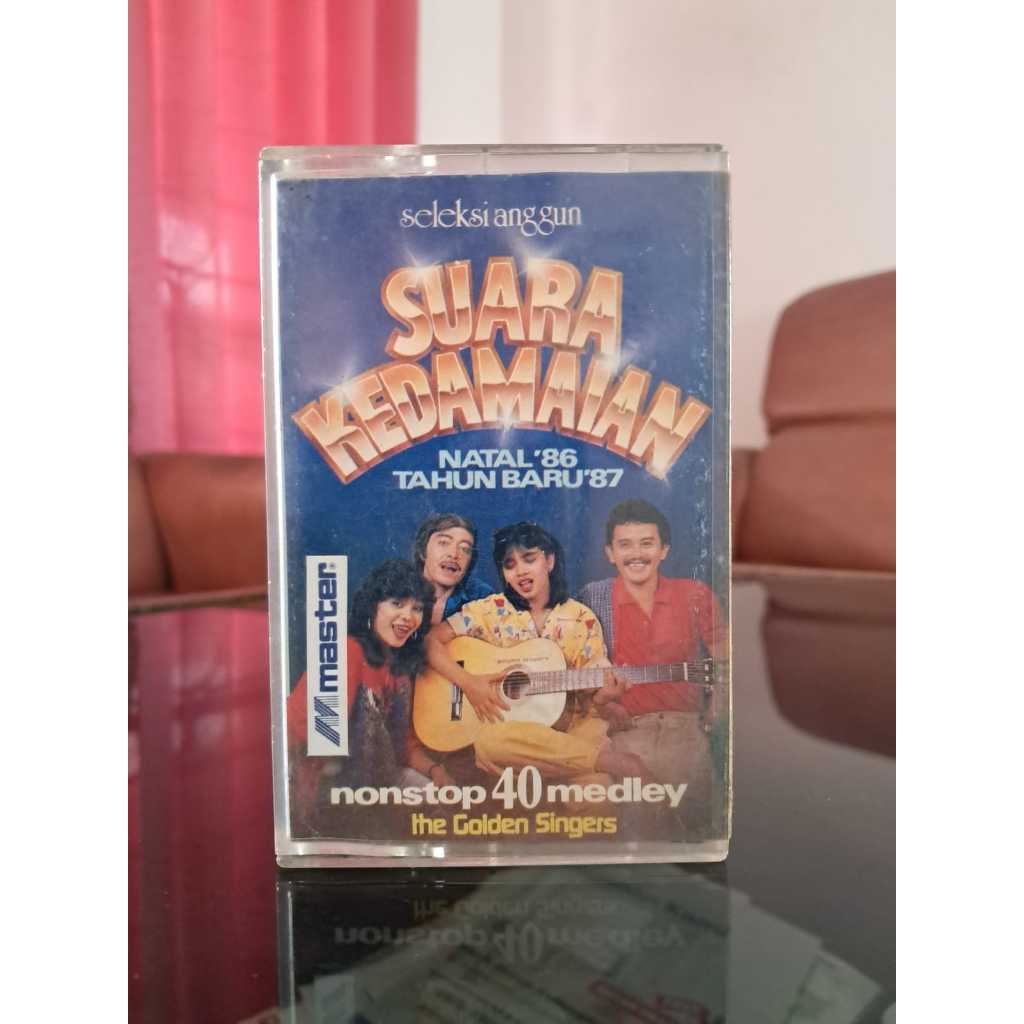 seleksi anggun
SUARA
KEDAMAIAN
NATAL '86
TAHUN BARU '87
master
nonstop 40 medley
the Golden Singers